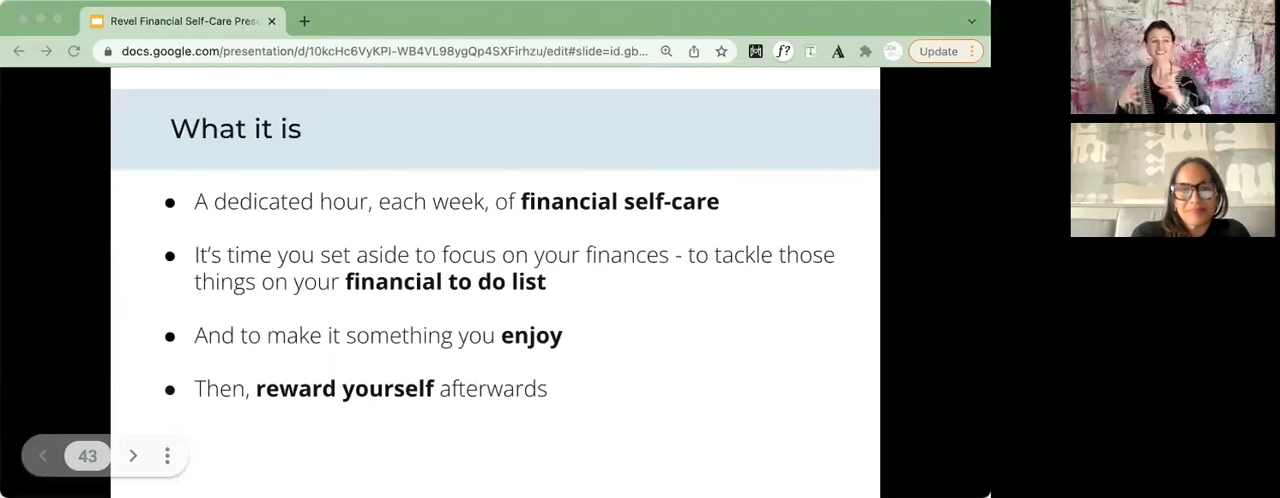 Revel Financial Self-Care Pres
docs.google.com/presentation/d/10kcHc6VyKPI-WB4VL98ygQp4SXFirhzu/edit#slide=id.gb...
f?
T
A
Update
What it is
● A dedicated hour, each week, of financial self-care
● It’s time you set aside to focus on your finances - to tackle those
things on your financial to do list
● And to make it something you enjoy
● Then, reward yourself afterwards
43